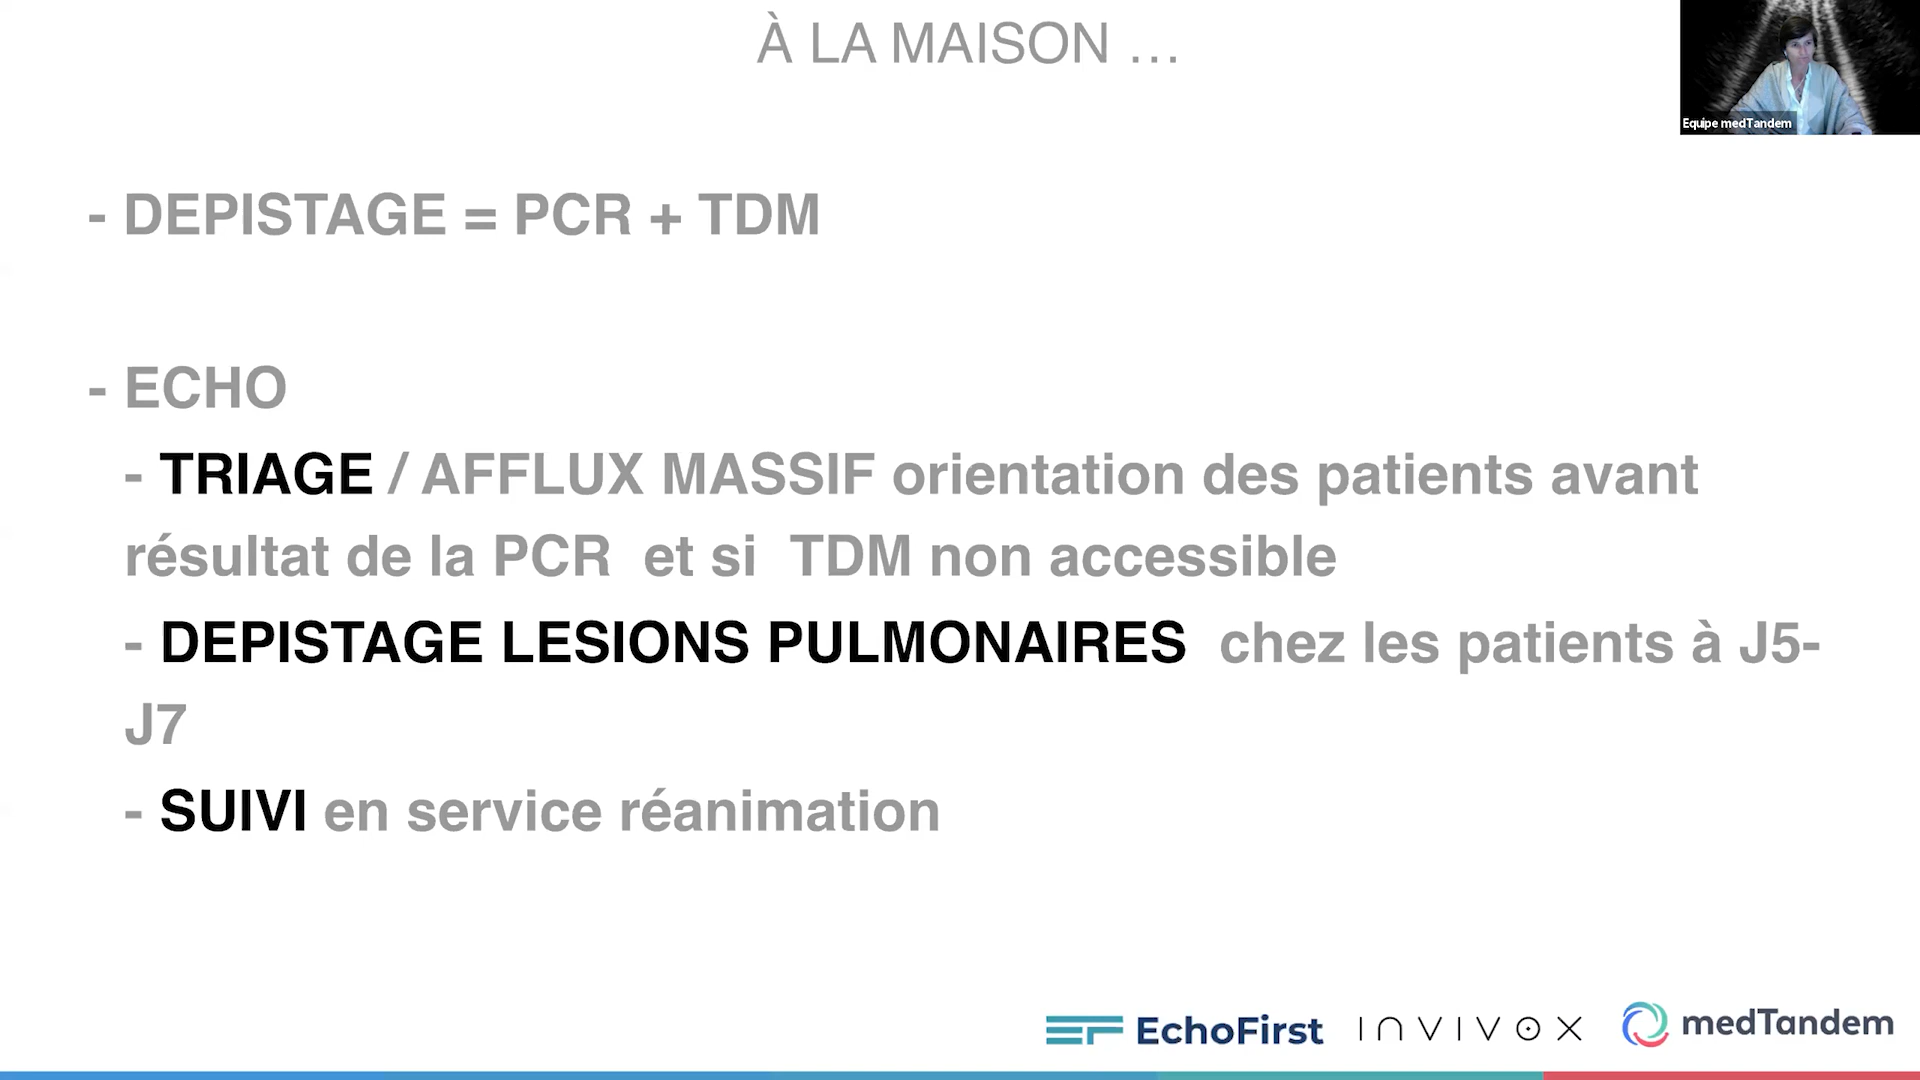 À LA MAISON …
Equipe medTandem
- DEPISTAGE = PCR + TDM
- ECHO
- TRIAGE / AFFLUX MASSIF orientation des patients avant
résultat de la PCR et si TDM non accessible
- DEPISTAGE LESIONS PULMONAIRES chez les patients à J5-
J7
- SUIVI en service réanimation
EchoFirst INVIVOX medTandem